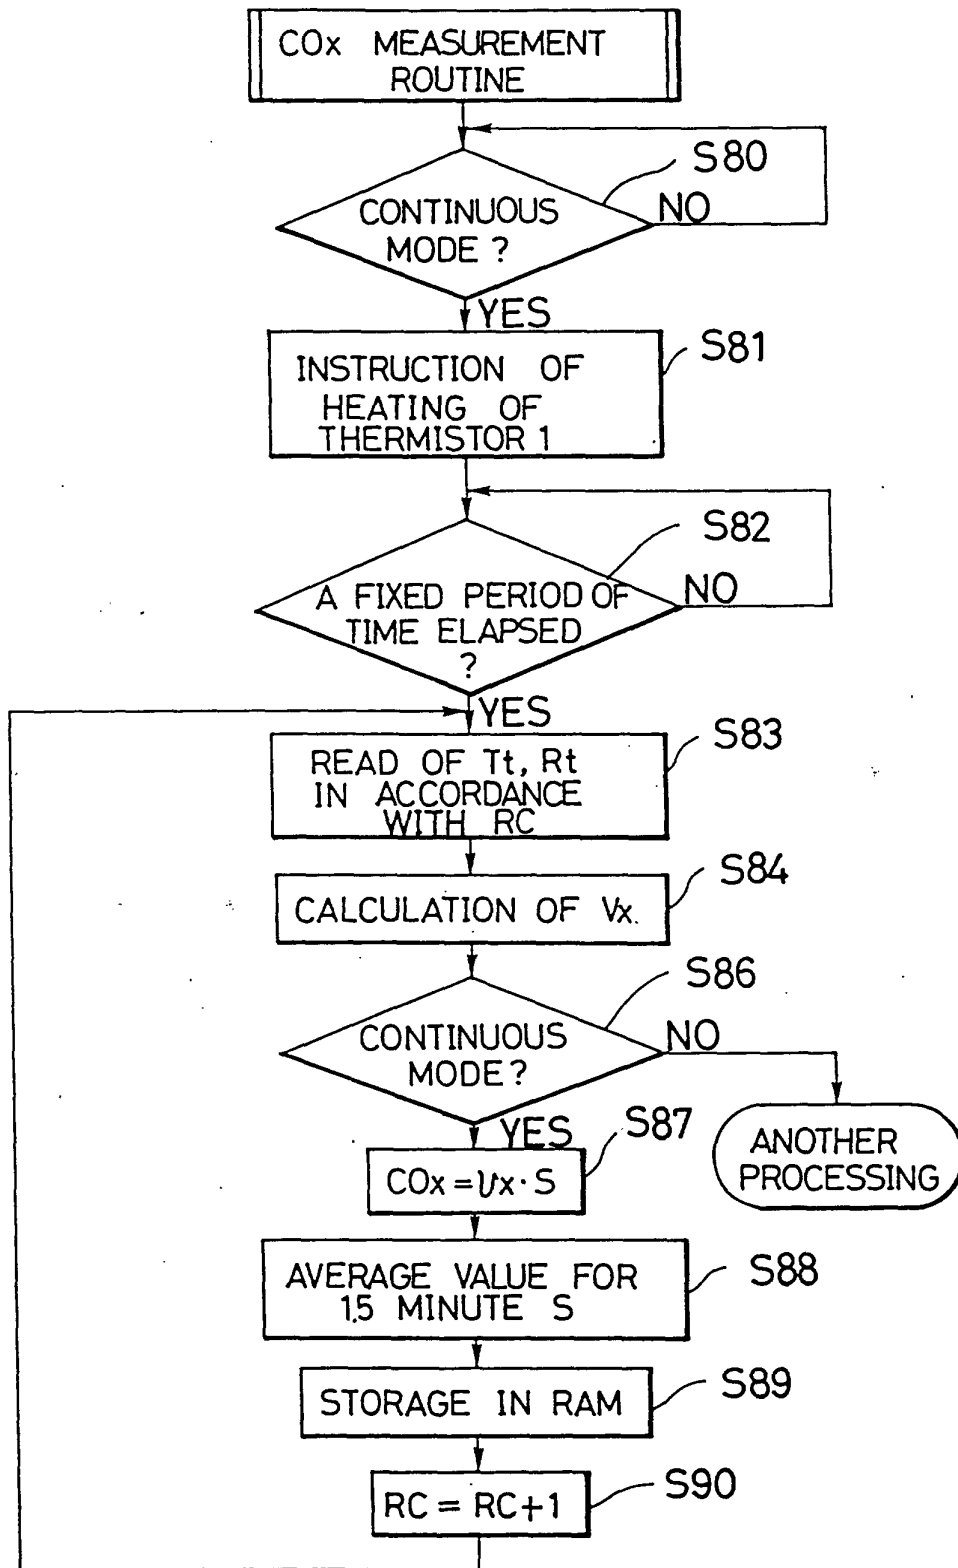 COx MEASUREMENT
ROUTINE
S80
CONTINUOUS
MODE ?
NO
YES
S81
INSTRUCTION OF
HEATING OF
THERMISTOR 1
S82
A FIXED PERIOD OF
TIME ELAPSED
?
NO
YES
S83
READ OF Tt, Rt
IN ACCORDANCE
WITH RC
S84
CALCULATION OF Vx.
S86
CONTINUOUS
MODE?
NO
YES
ANOTHER
PROCESSING
S87
COx = υx · S
S88
AVERAGE VALUE FOR
1.5 MINUTE S
S89
STORAGE IN RAM
S90
RC = RC+1